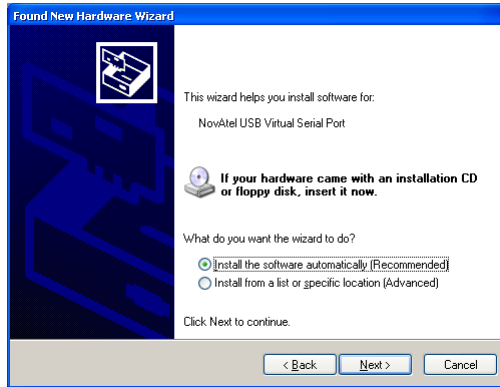 Found New Hardware Wizard
This wizard helps you install software for:
NovAtel USB Virtual Serial Port
If your hardware came with an installation CD
or floppy disk, insert it now.
What do you want the wizard to do?
Install the software automatically (Recommended)
Install from a list or specific location (Advanced)
Click Next to continue.
< Back Next > Cancel